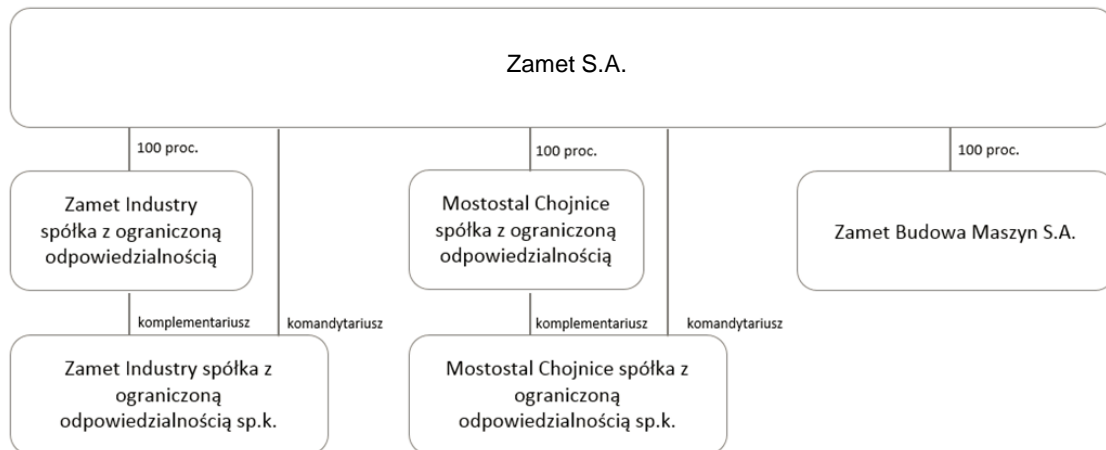 Zamet S.A.
100 proc.
100 proc.
100 proc.
Zamet Industry
spółka z ograniczoną
odpowiedzialnością
Mostostal Chojnice
spółka z ograniczoną
odpowiedzialnością
Zamet Budowa Maszyn S.A.
komplementariusz
komandytariusz
komplementariusz
komandytariusz
Zamet Industry spółka z
ograniczoną
odpowiedzialnością sp.k.
Mostostal Chojnice spółka z
ograniczoną
odpowiedzialnością sp.k.